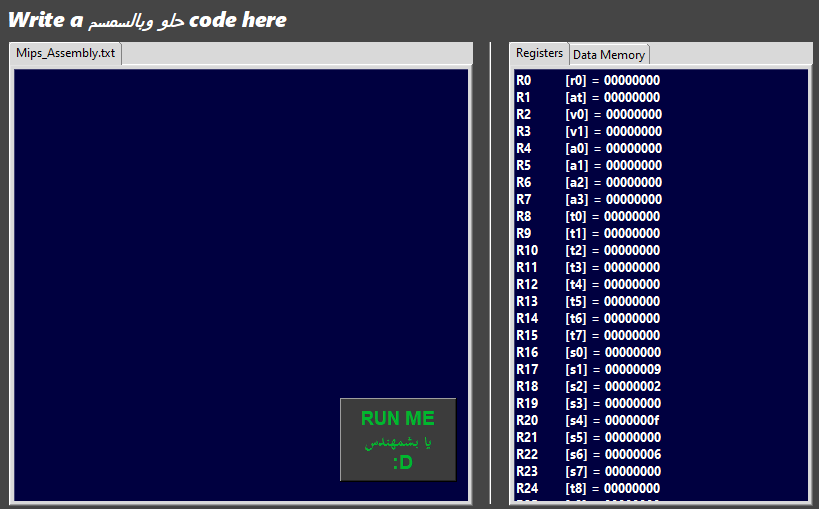 Write a حلو وبالسمسم code here
Mips_Assembly.txt
RUN ME
يا بشمهندس
:D
Registers Data Memory
R0 [r0] = 00000000
R1 [at] = 00000000
R2 [v0] = 00000000
R3 [v1] = 00000000
R4 [a0] = 00000000
R5 [a1] = 00000000
R6 [a2] = 00000000
R7 [a3] = 00000000
R8 [t0] = 00000000
R9 [t1] = 00000000
R10 [t2] = 00000000
R11 [t3] = 00000000
R12 [t4] = 00000000
R13 [t5] = 00000000
R14 [t6] = 00000000
R15 [t7] = 00000000
R16 [s0] = 00000000
R17 [s1] = 00000009
R18 [s2] = 00000002
R19 [s3] = 00000000
R20 [s4] = 0000000f
R21 [s5] = 00000000
R22 [s6] = 00000006
R23 [s7] = 00000000
R24 [t8] = 00000000